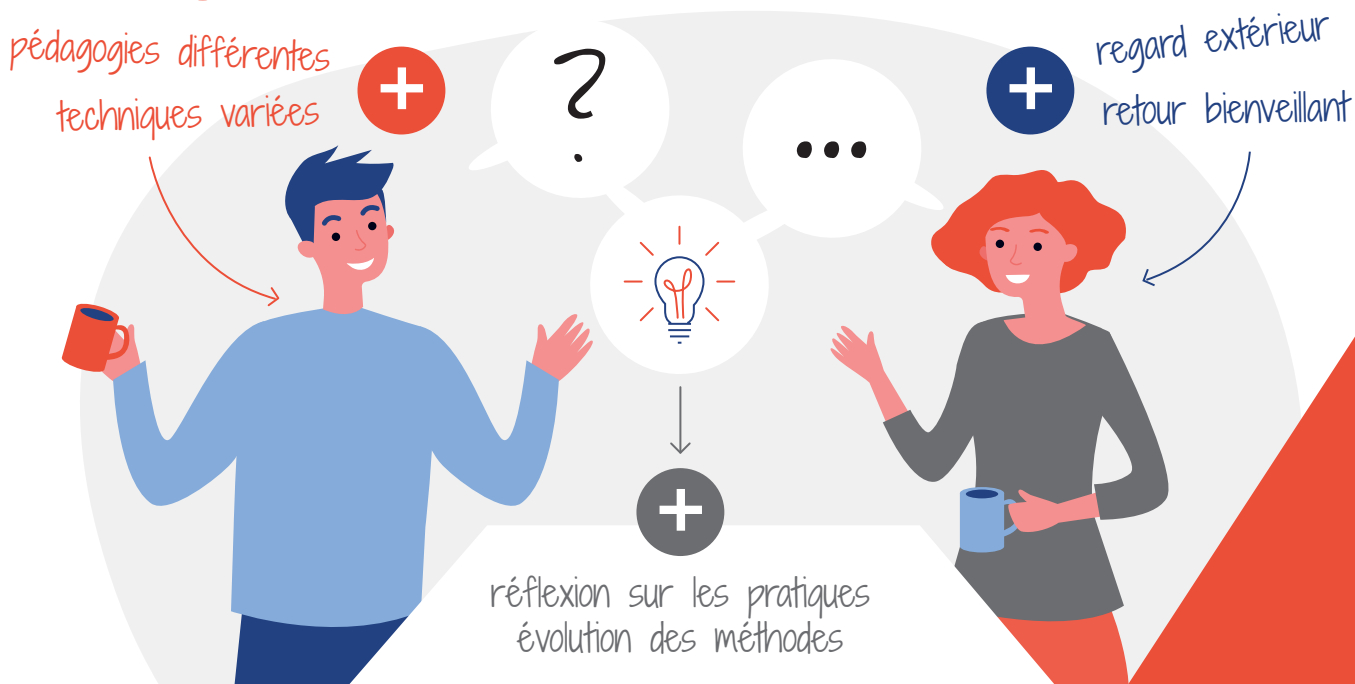 pédagogies différentes
techniques variées
+
?
...
+
regard extérieur
retour bienveillant
+
réflexion sur les pratiques
évolution des méthodes